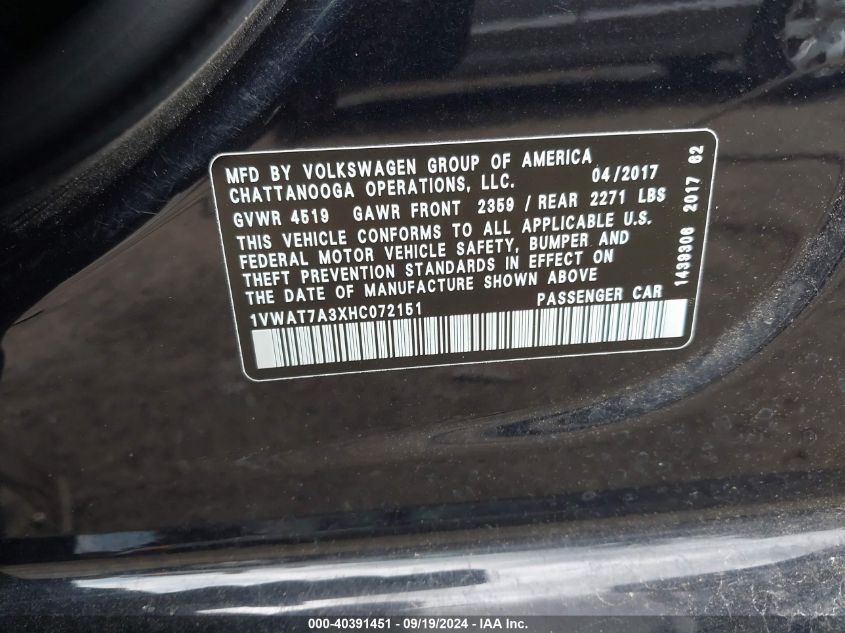 MFD BY VOLKSWAGEN GROUP OF AMERICA
CHATTANOOGA OPERATIONS, LLC. 04/2017
GVWR 4519 GAWR FRONT 2359 / REAR 2271 LBS
THIS VEHICLE CONFORMS TO ALL APPLICABLE U.S.
FEDERAL MOTOR VEHICLE SAFETY, BUMPER AND
THEFT PREVENTION STANDARDS IN EFFECT ON
THE DATE OF MANUFACTURE SHOWN ABOVE
1VWAT7A3XHC072151 PASSENGER CAR
1439306 2017 62
000-40391451 - 09/19/2024 - IAAI Inc.